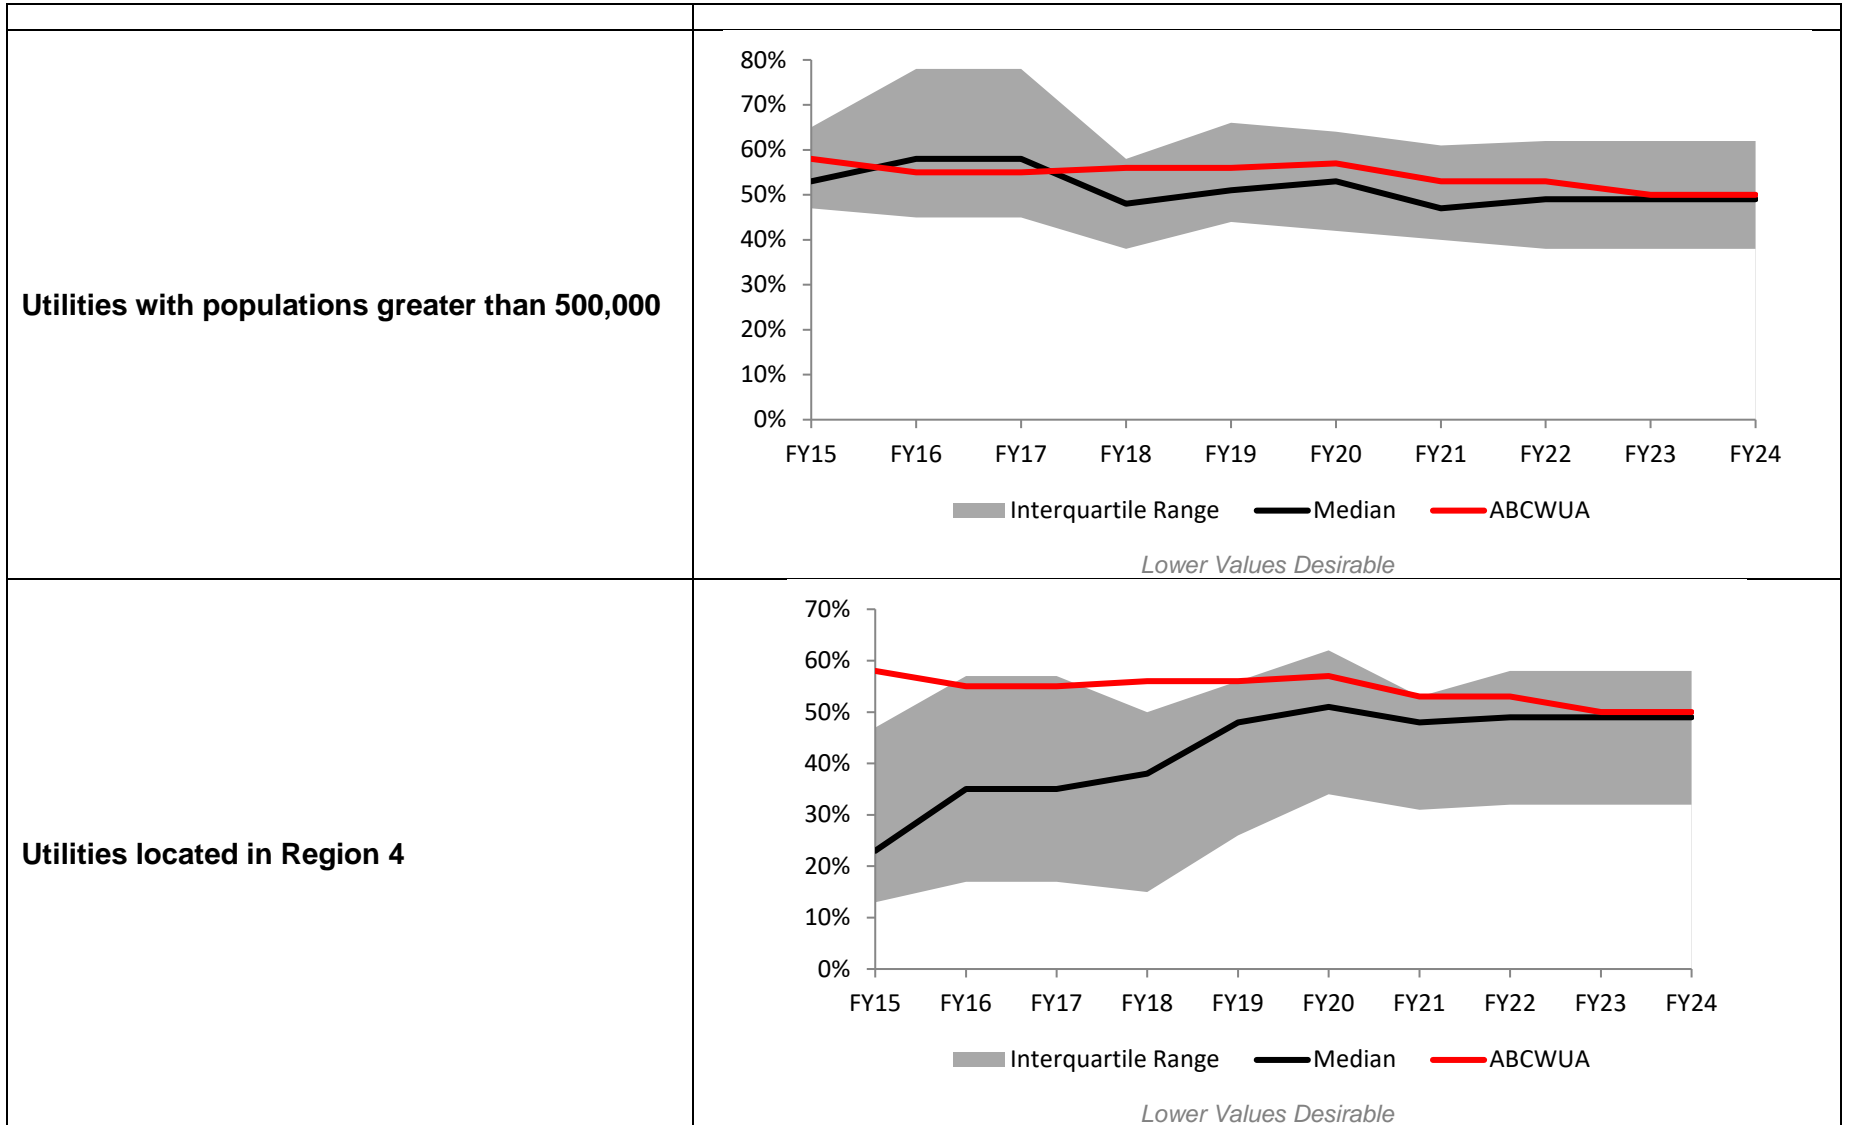 Utilities with populations greater than 500,000
80%
70%
60%
50%
40%
30%
20%
10%
0%
FY15 FY16 FY17 FY18 FY19 FY20 FY21 FY22 FY23 FY24
Interquartile Range Median ABCWUA
Lower Values Desirable
Utilities located in Region 4
70%
60%
50%
40%
30%
20%
10%
0%
FY15 FY16 FY17 FY18 FY19 FY20 FY21 FY22 FY23 FY24
Interquartile Range Median ABCWUA
Lower Values Desirable